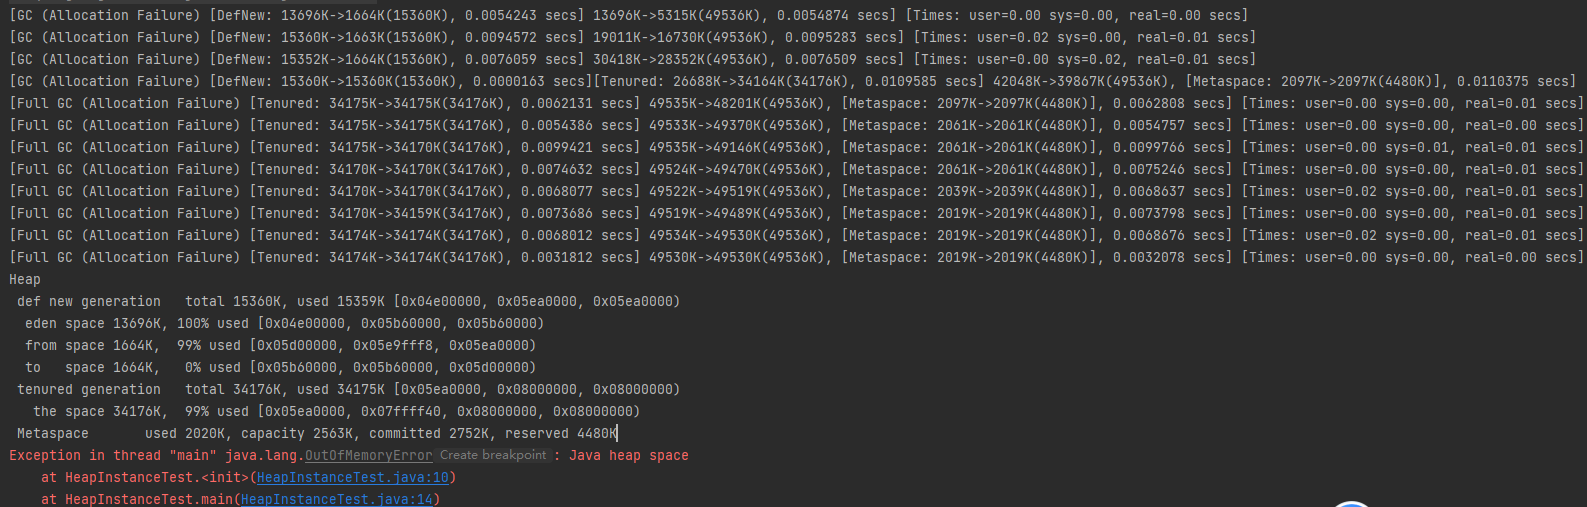 [GC (Allocation Failure) [DefNew: 13696K->1664K(15360K), 0.0054243 secs] 13696K->5315K(49536K), 0.0054874 secs] [Times: user=0.00 sys=0.00, real=0.00 secs]
[GC (Allocation Failure) [DefNew: 15360K->1663K(15360K), 0.0094572 secs] 19011K->16730K(49536K), 0.0095283 secs] [Times: user=0.02 sys=0.00, real=0.01 secs]
[GC (Allocation Failure) [DefNew: 15352K->1664K(15360K), 0.0076059 secs] 30418K->28352K(49536K), 0.0076509 secs] [Times: user=0.00 sys=0.02, real=0.01 secs]
[GC (Allocation Failure) [DefNew: 15360K->15360K(15360K), 0.0000163 secs][Tenured: 26688K->34164K(34176K), 0.0109585 secs] 42048K->39867K(49536K), [Metaspace: 2097K->2097K(4480K)], 0.0110375 secs]
[Full GC (Allocation Failure) [Tenured: 34175K->34175K(34176K), 0.0062131 secs] 49535K->48201K(49536K), [Metaspace: 2097K->2097K(4480K)], 0.0062808 secs] [Times: user=0.00 sys=0.00, real=0.01 secs]
[Full GC (Allocation Failure) [Tenured: 34175K->34175K(34176K), 0.0054386 secs] 49533K->49370K(49536K), [Metaspace: 2061K->2061K(4480K)], 0.0054757 secs] [Times: user=0.00 sys=0.00, real=0.01 secs]
[Full GC (Allocation Failure) [Tenured: 34175K->34170K(34176K), 0.0099421 secs] 49535K->49146K(49536K), [Metaspace: 2061K->2061K(4480K)], 0.0099766 secs] [Times: user=0.00 sys=0.01, real=0.01 secs]
[Full GC (Allocation Failure) [Tenured: 34170K->34170K(34176K), 0.0074632 secs] 49524K->49470K(49536K), [Metaspace: 2061K->2061K(4480K)], 0.0075246 secs] [Times: user=0.00 sys=0.00, real=0.01 secs]
[Full GC (Allocation Failure) [Tenured: 34170K->34170K(34176K), 0.0068077 secs] 49522K->49519K(49536K), [Metaspace: 2039K->2039K(4480K)], 0.0068637 secs] [Times: user=0.02 sys=0.00, real=0.01 secs]
[Full GC (Allocation Failure) [Tenured: 34170K->34159K(34176K), 0.0073686 secs] 49519K->49489K(49536K), [Metaspace: 2019K->2019K(4480K)], 0.0073798 secs] [Times: user=0.00 sys=0.00, real=0.01 secs]
[Full GC (Allocation Failure) [Tenured: 34174K->34174K(34176K), 0.0068012 secs] 49534K->49530K(49536K), [Metaspace: 2019K->2019K(4480K)], 0.0068676 secs] [Times: user=0.02 sys=0.00, real=0.01 secs]
[Full GC (Allocation Failure) [Tenured: 34174K->34174K(34176K), 0.0031812 secs] 49530K->49530K(49536K), [Metaspace: 2019K->2019K(4480K)], 0.0032078 secs] [Times: user=0.00 sys=0.00, real=0.00 secs]
Heap
 def new generation   total 15360K, used 15359K [0x04e00000, 0x05ea0000, 0x05ea0000)
  eden space 13696K, 100% used [0x04e00000, 0x05b60000, 0x05b60000)
  from space 1664K,  99% used [0x05d00000, 0x05e9fff8, 0x05ea0000)
  to   space 1664K,   0% used [0x05b60000, 0x05b60000, 0x05d00000)
 tenured generation   total 34176K, used 34175K [0x05ea0000, 0x08000000, 0x08000000)
   the space 34176K,  99% used [0x05ea0000, 0x07ffff40, 0x08000000, 0x08000000)
 Metaspace       used 2020K, capacity 2563K, committed 2752K, reserved 4480K
Exception in thread "main" java.lang.OutOfMemoryError Create breakpoint : Java heap space
    at HeapInstanceTest.<init>(HeapInstanceTest.java:10)
    at HeapInstanceTest.main(HeapInstanceTest.java:14)